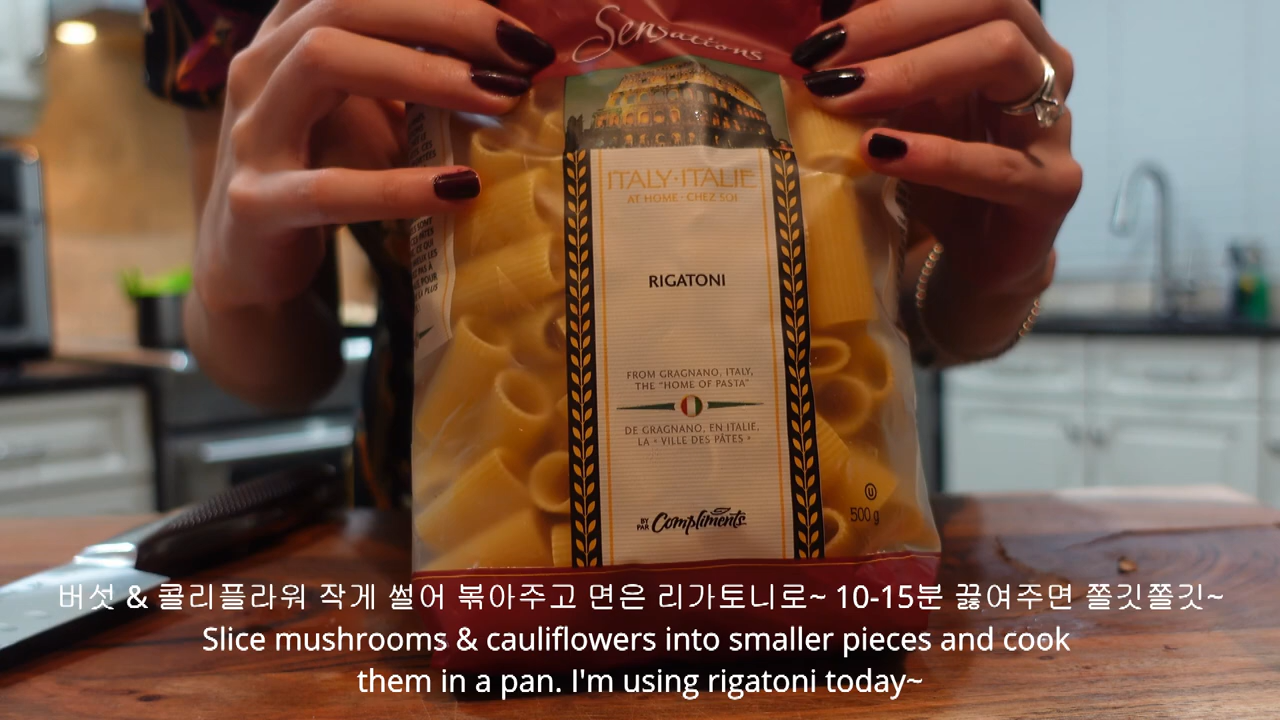 Sensations
ITALY·ITALIE
AT HOME · CHEZ SOI
RIGATONI
FROM GRAGNANO, ITALY,
THE "HOME OF PASTA"
DE GRAGNANO, EN ITALIE,
LA « VILLE DES PÂTES »
BY
PAR Compliments
U
500 g
버섯 & 콜리플라워 작게 썰어 볶아주고 면은 리가토니로~ 10-15분 끓여주면 쫄깃쫄깃~
Slice mushrooms & cauliflowers into smaller pieces and cook
them in a pan. I'm using rigatoni today~